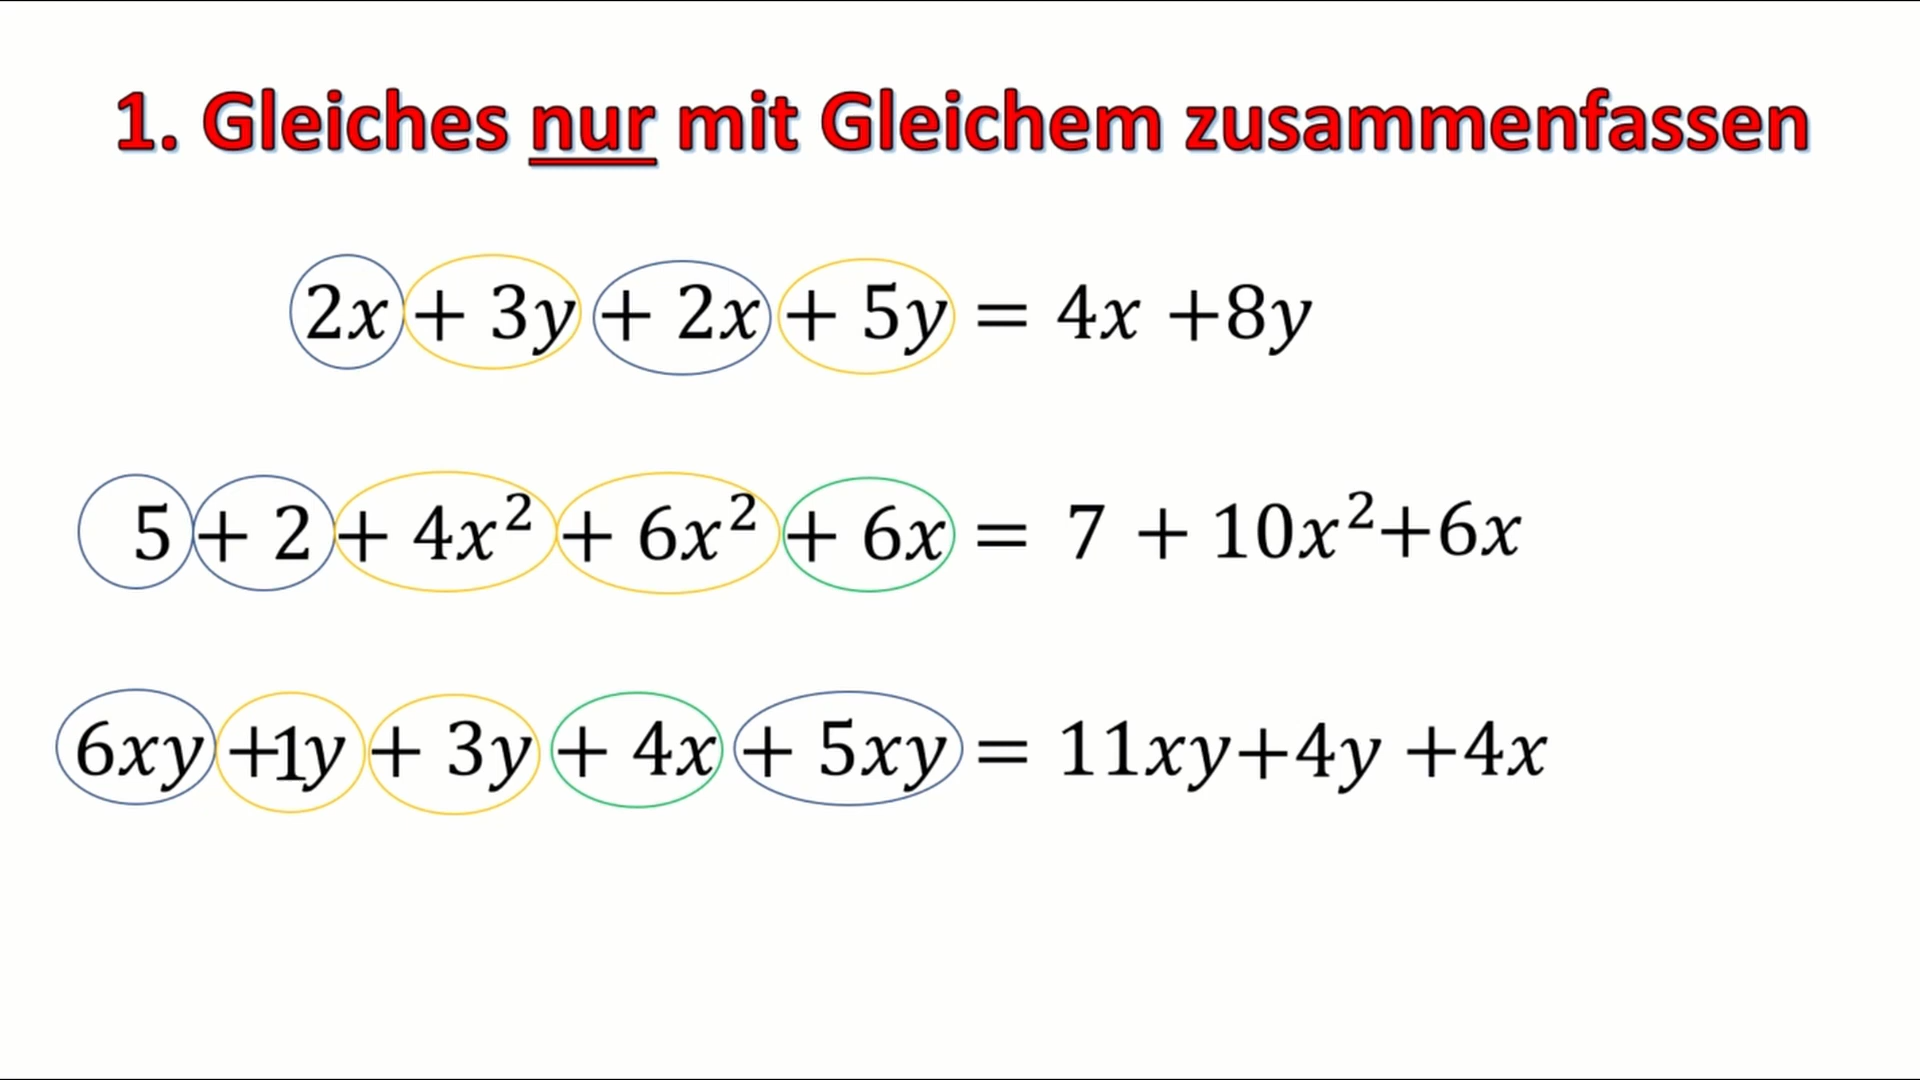 1. Gleiches nur mit Gleichem zusammenfassen
2x + 3y + 2x + 5y = 4x +8y
5 + 2 + 4x² + 6x² + 6x = 7 + 10x²+6x
6xy +1y + 3y + 4x + 5xy = 11xy+4y +4x